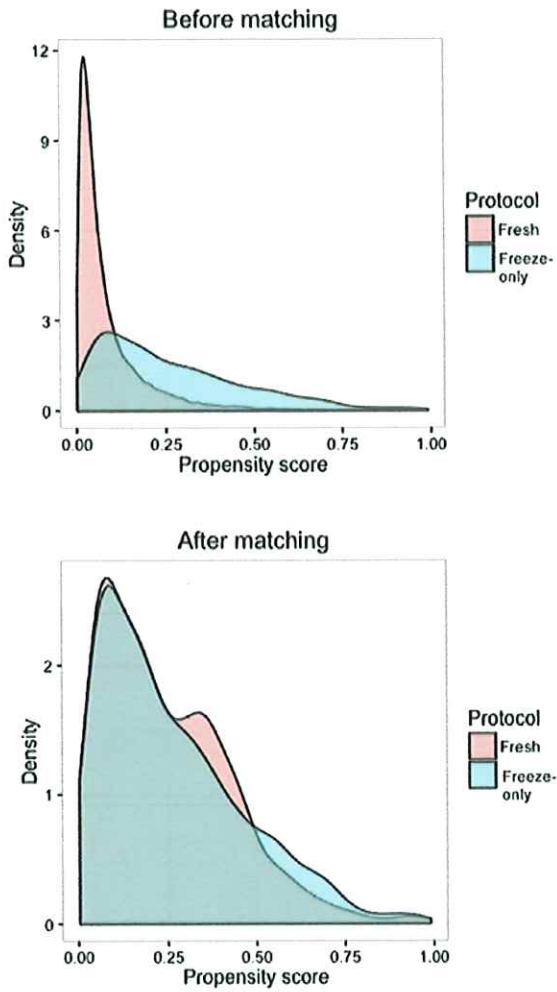 Before matching
12
9
6
3
0
Density
0.00 0.25 0.50 0.75 1.00
Propensity score
Protocol
Fresh
Freeze-
only
After matching
2
1
0
Density
0.00 0.25 0.50 0.75 1.00
Propensity score
Protocol
Fresh
Freeze-
only